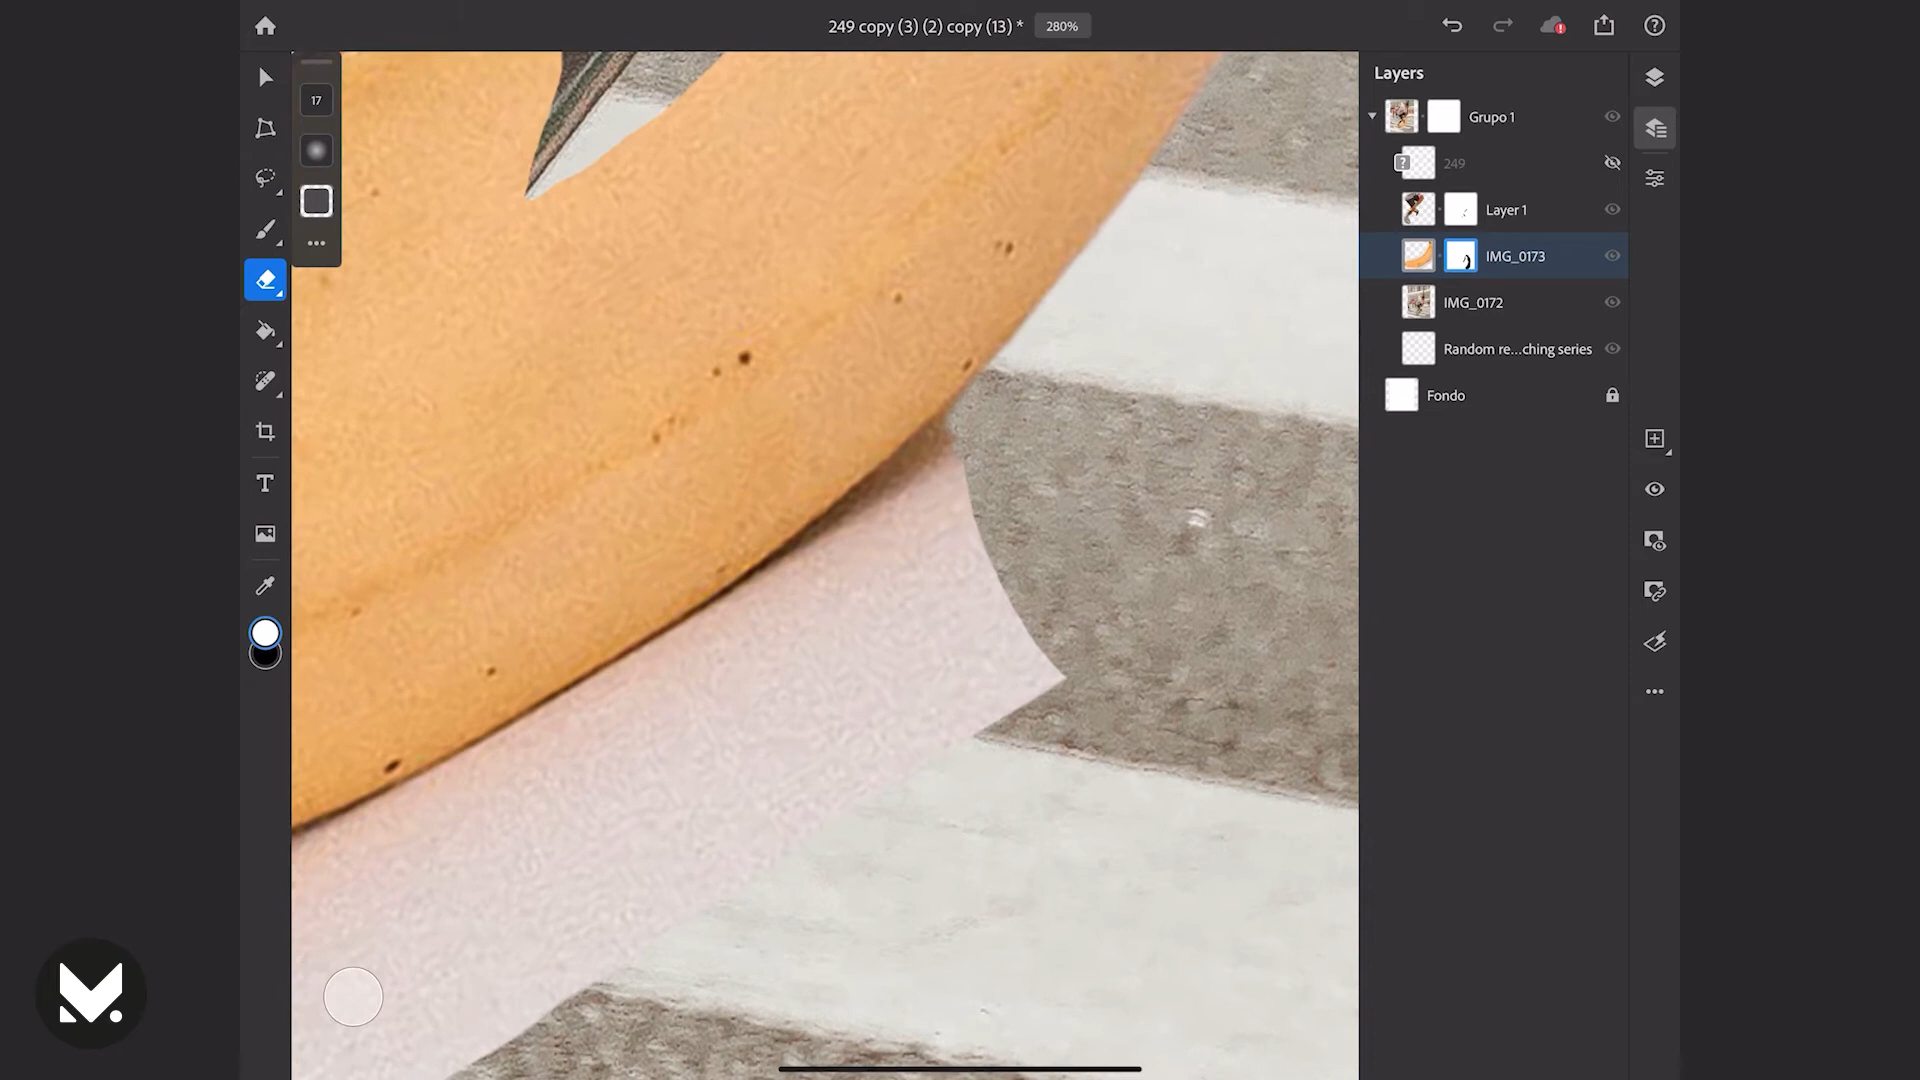 249 copy (3) (2) copy (13) * 280%
17
Layers
Grupo 1
249
Layer 1
IMG_0173
IMG_0172
Random re...ching series
Fondo